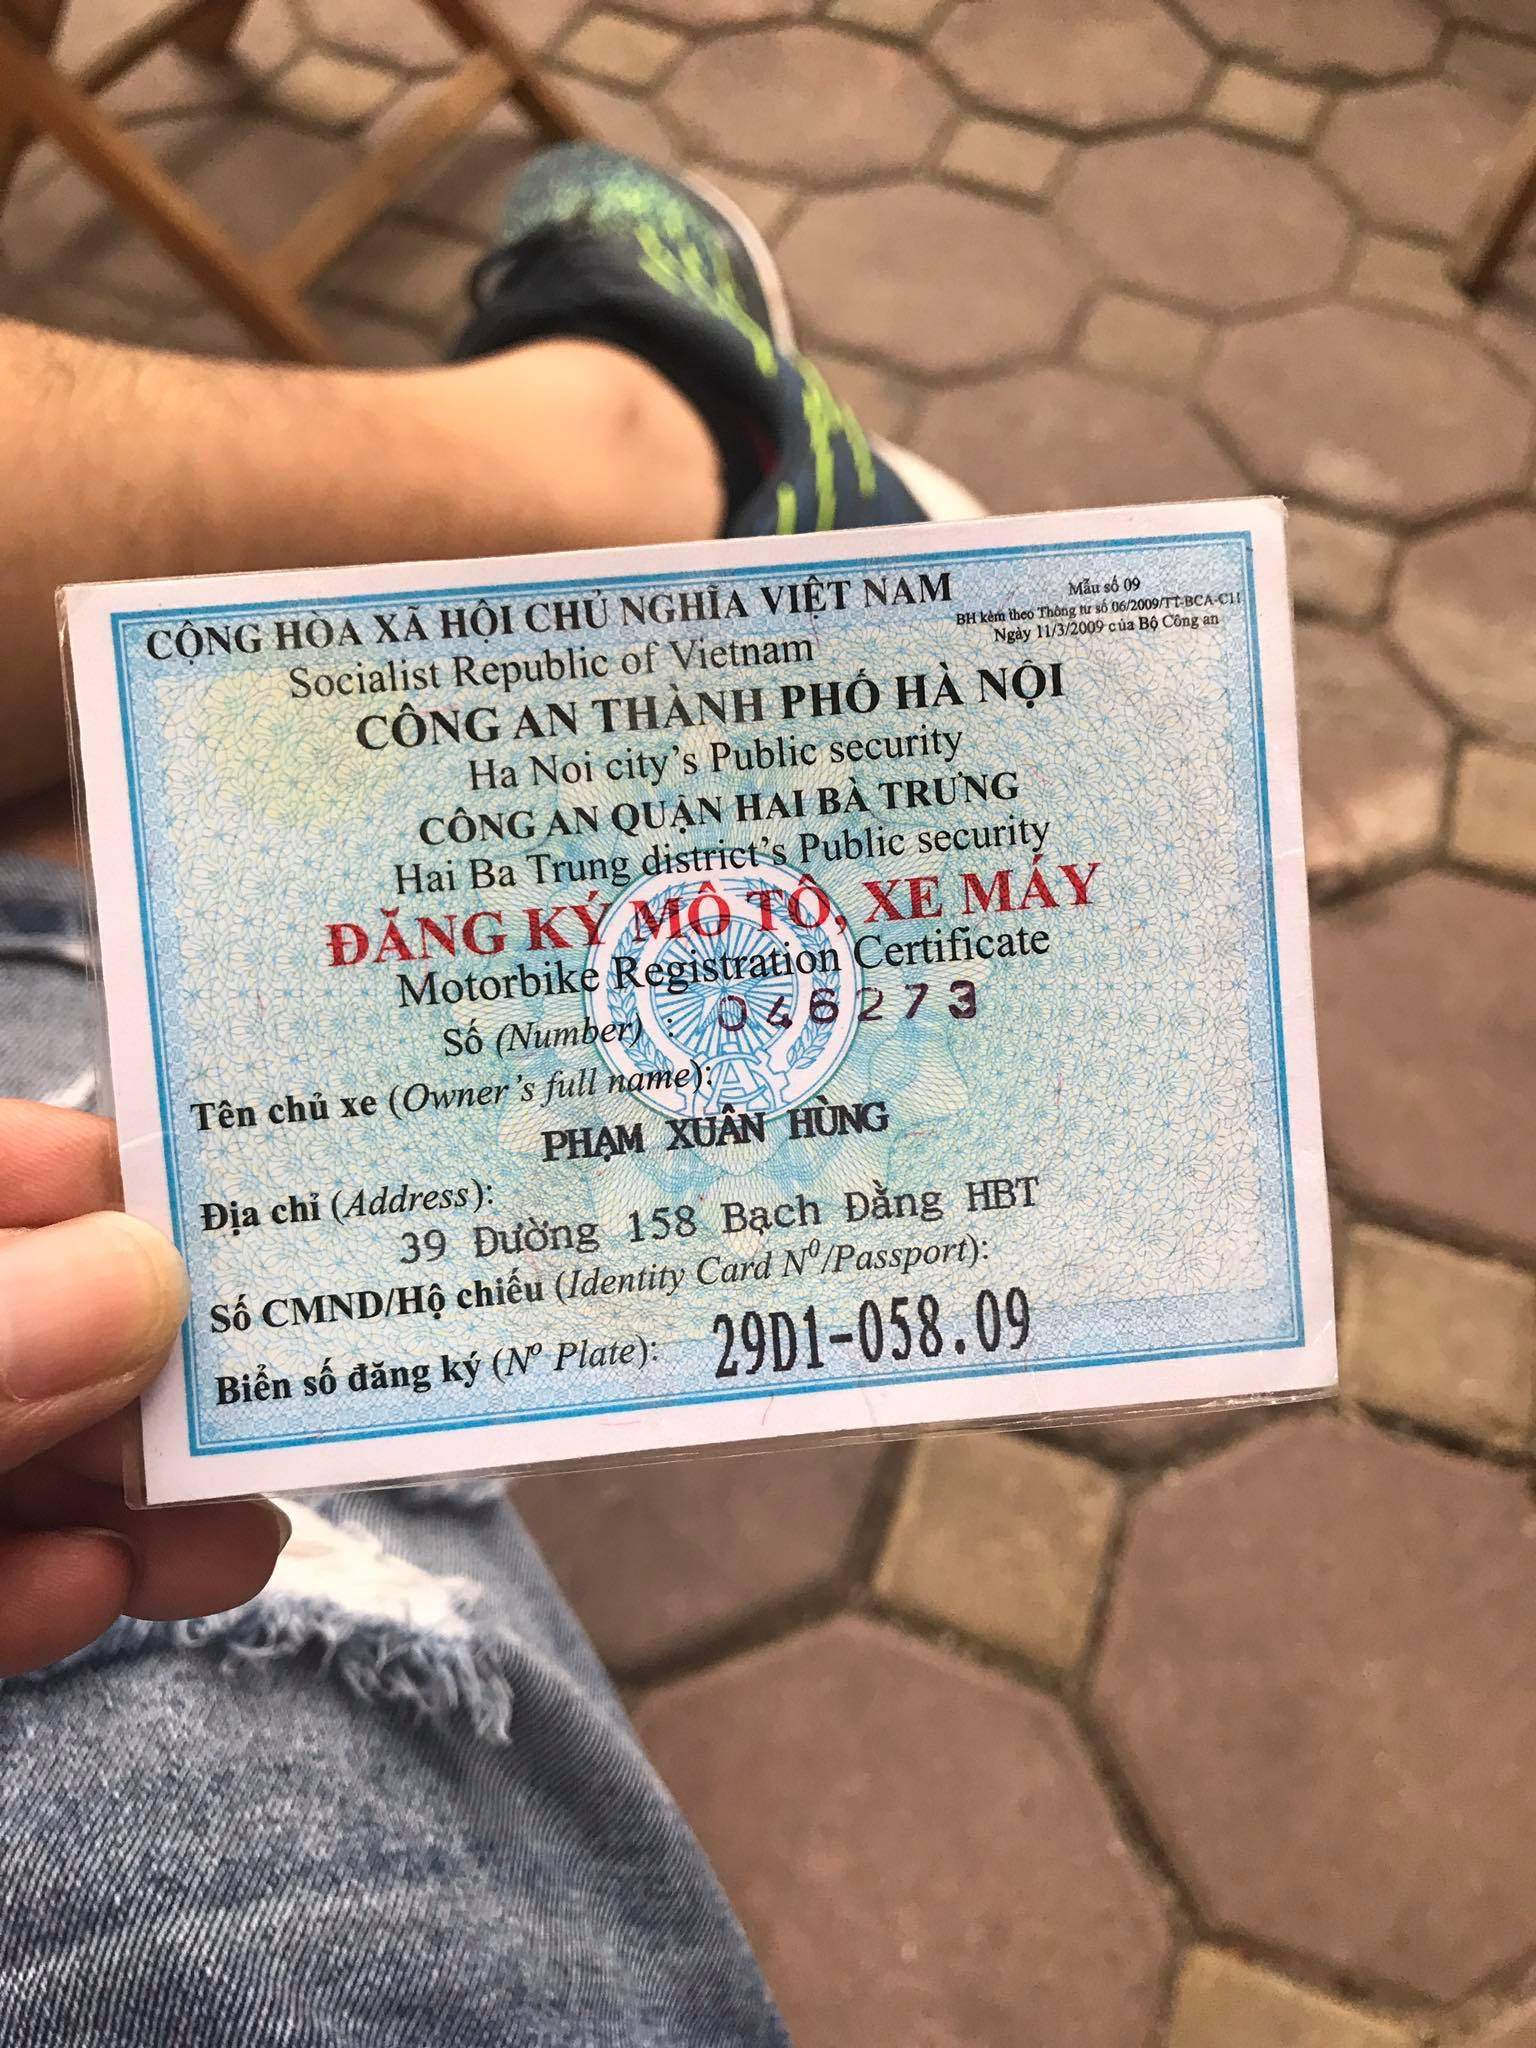 CỘNG HÒA XÃ HỘI CHỦ NGHĨA VIỆT NAM
Mẫu số 09
BH kèm theo Thông tư số 06/2009/TT-BCA-C11
Ngày 11/3/2009 của Bộ Công an
Socialist Republic of Vietnam
CÔNG AN THÀNH PHỐ HÀ NỘI
Ha Noi city's Public security
CÔNG AN QUẬN HAI BÀ TRƯNG
Hai Ba Trung district's Public security
ĐĂNG KÝ MÔ TÔ, XE MÁY
Motorbike Registration Certificate
Số (Number) : 046273
Tên chủ xe (Owner's full name):
PHẠM XUÂN HÙNG
Địa chỉ (Address):
39 Đường 158 Bạch Đằng HBT
Số CMND/Hộ chiếu (Identity Card Nº/Passport):
Biển số đăng ký (Nº Plate): 29D1-058.09